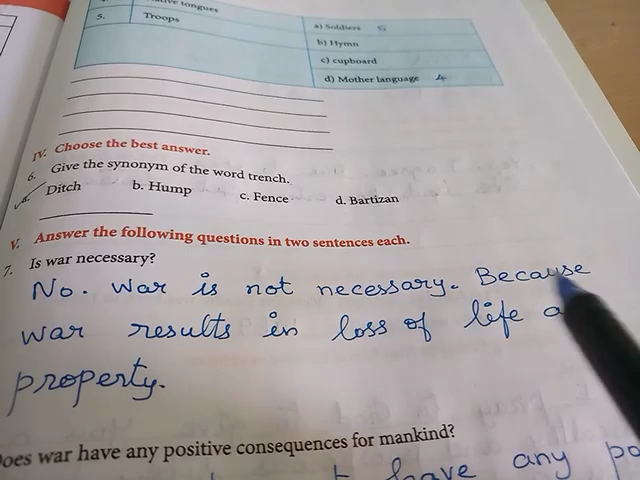 tongues
5. Troops
a) Soldiers 5
b) Hymn
c) cupboard
d) Mother language 4
IV. Choose the best answer.
6. Give the synonym of the word trench.
a. Ditch b. Hump c. Fence d. Bartizan
V. Answer the following questions in two sentences each.
7. Is war necessary?
No. War is not necessary. Because
war results in loss of life
property.
Does war have any positive consequences for mankind?
have any